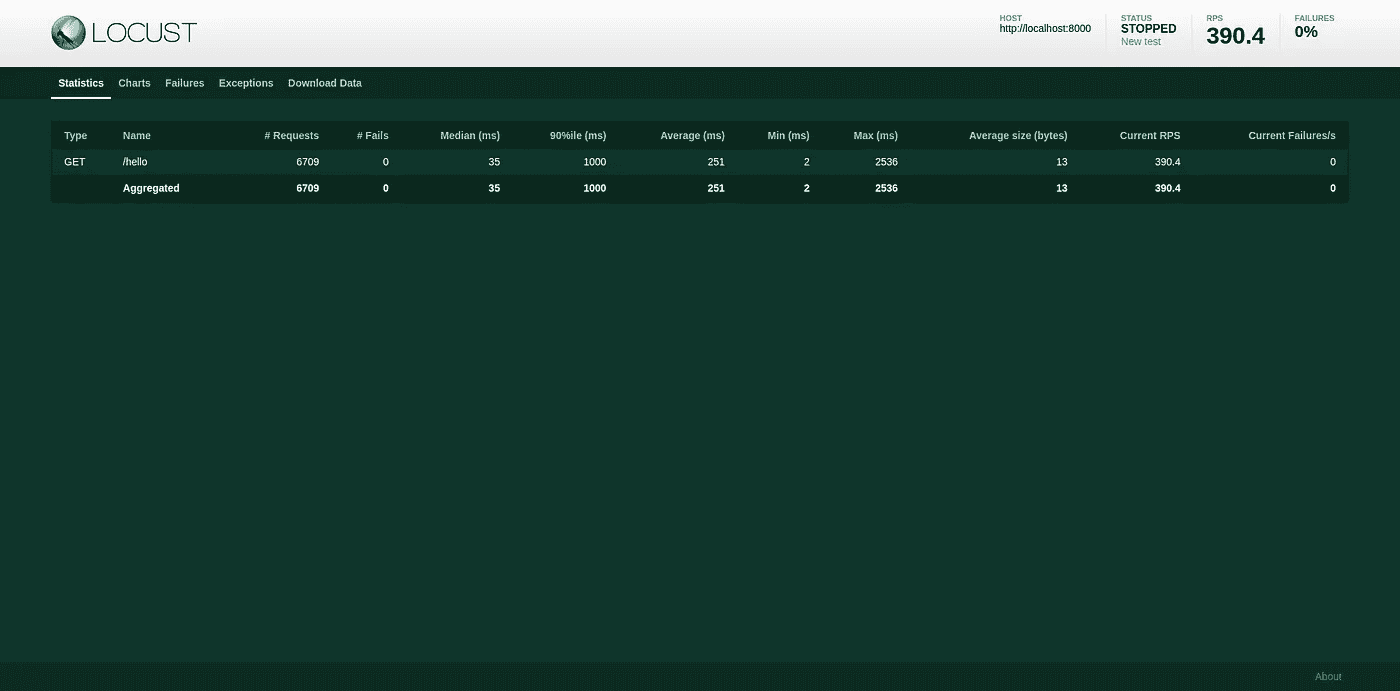 LOCUST
HOST
http://localhost:8000
STATUS
STOPPED
New test
RPS
390.4
FAILURES
0%
Statistics Charts Failures Exceptions Download Data
Type Name # Requests # Fails Median (ms) 90%ile (ms) Average (ms) Min (ms) Max (ms) Average size (bytes) Current RPS Current Failures/s
GET /hello 6709 0 35 1000 251 2 2536 13 390.4 0
Aggregated 6709 0 35 1000 251 2 2536 13 390.4 0
About